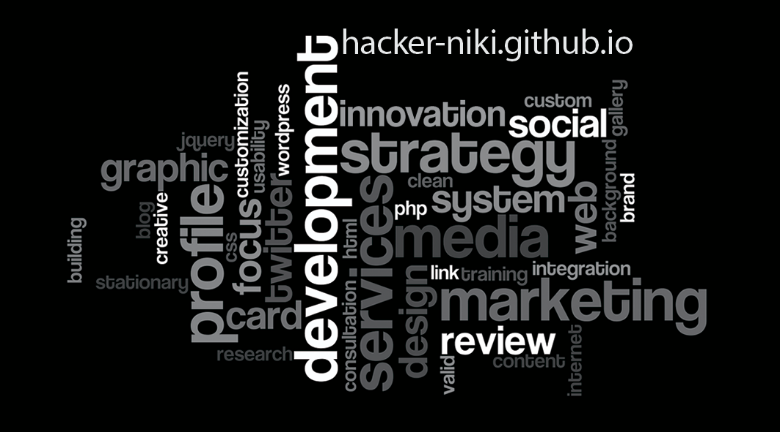 hacker-niki.github.io
development
innovation
custom
social
gallery
customization
wordpress
jquery
usability
strategy
graphic
clean
background
brand
creative
blog
profile
focus
twitter
php
system
web
building
css
html
services
media
link
training
integration
stationary
card
consultation
design
marketing
review
research
valid
content
internet